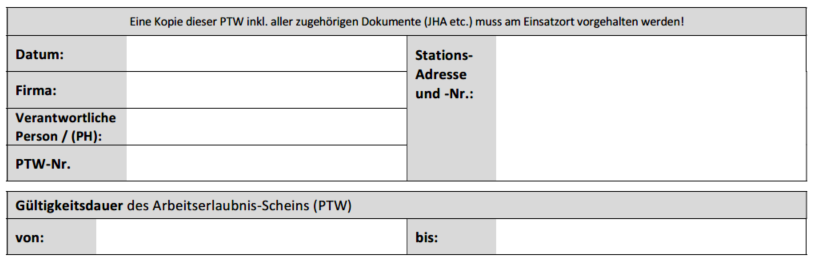 Eine Kopie dieser PTW inkl. aller zugehörigen Dokumente (JHA etc.) muss am Einsatzort vorgehalten werden!
Datum:
Firma:
Verantwortliche
Person / (PH):
PTW-Nr.
Stations-
Adresse
und -Nr.:
Gültigkeitsdauer des Arbeitserlaubnis-Scheins (PTW)
von:
bis: